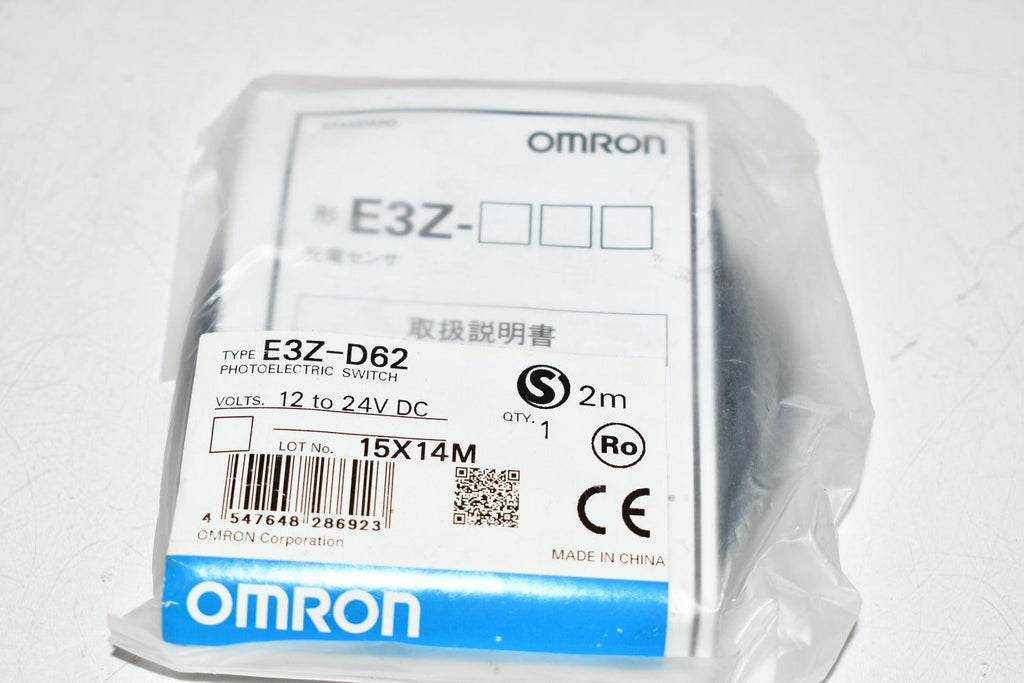 STANDARD
OMRON
形 E3Z-□□□
光電センサ
取扱説明書
TYPE E3Z-D62
PHOTOELECTRIC SWITCH
S 2m
VOLTS. 12 to 24V DC
QTY. 1
LOT No. 15X14M
Ro
4 547648 286923
CE
OMRON Corporation
MADE IN CHINA
OMRON